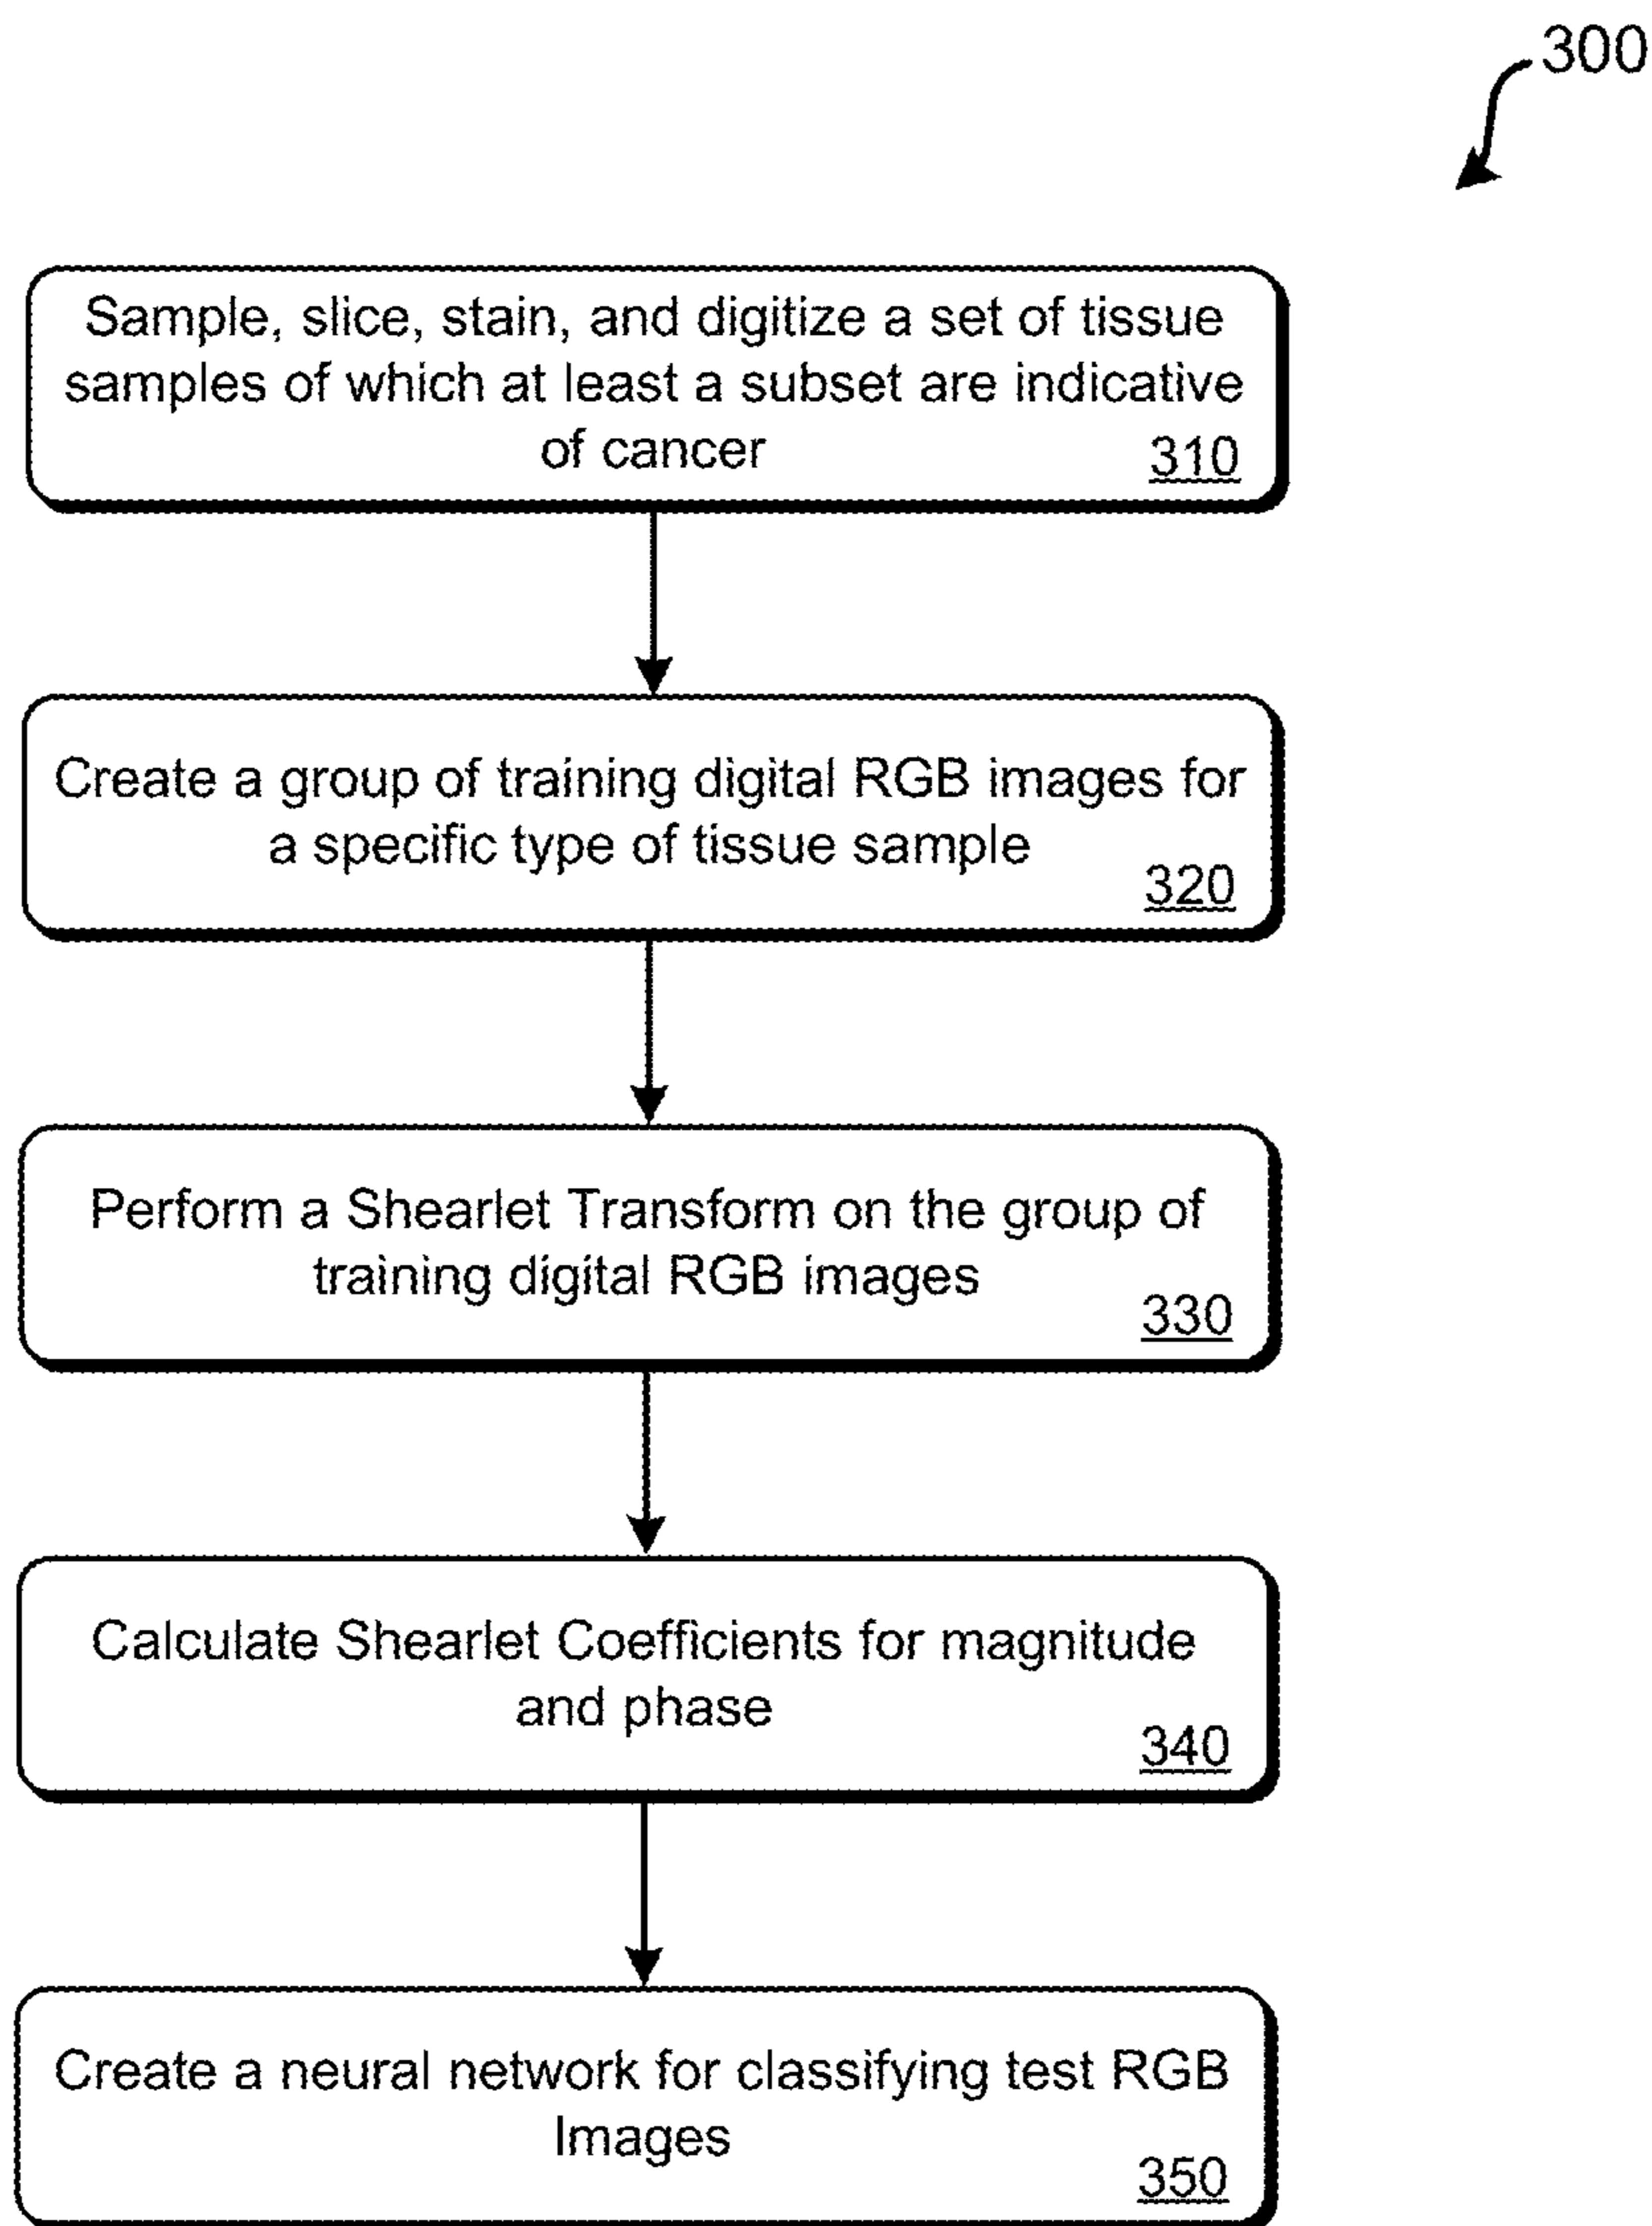 300
Sample, slice, stain, and digitize a set of tissue
samples of which at least a subset are indicative
of cancer
310
Create a group of training digital RGB images for
a specific type of tissue sample
320
Perform a Shearlet Transform on the group of
training digital RGB images
330
Calculate Shearlet Coefficients for magnitude
and phase
340
Create a neural network for classifying test RGB
Images
350